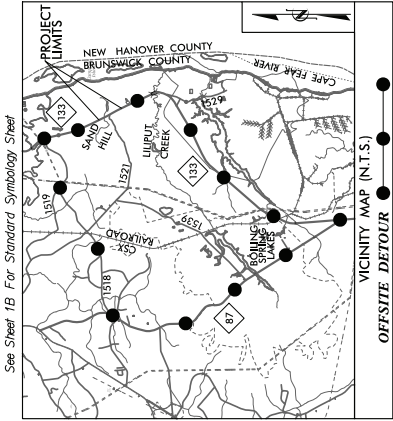 See Sheet 1B For Standard Symbology Sheet
PROJECT
LIMITS
NEW HANOVER COUNTY
BRUNSWICK COUNTY
CAPE FEAR RIVER
133
SAND
HILL
1529
LILIPUT
CREEK
133
1519
1521
1539
CSX
RAILROAD
1518
BOILING
SPRING
LAKES
87
N
VICINITY MAP (N.T.S.)
OFFSITE DETOUR